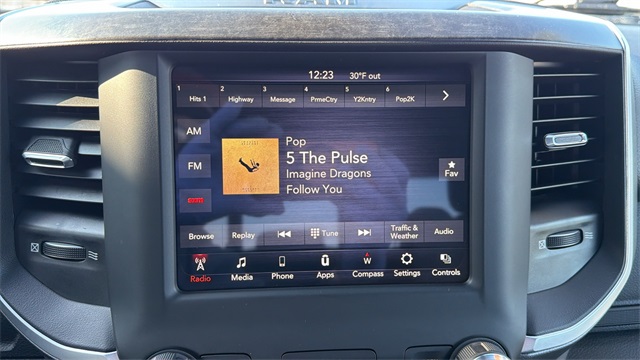 12:23 30°F out
1 2 3 4 5 6
Hits 1 Highway Message PrmeCtry Y2Kntry Pop2K
AM
FM
Pop
5 The Pulse
Imagine Dragons
Follow You
Fav
Browse Replay Tune Traffic & Weather Audio
Radio Media Phone Apps Compass Settings Controls
W